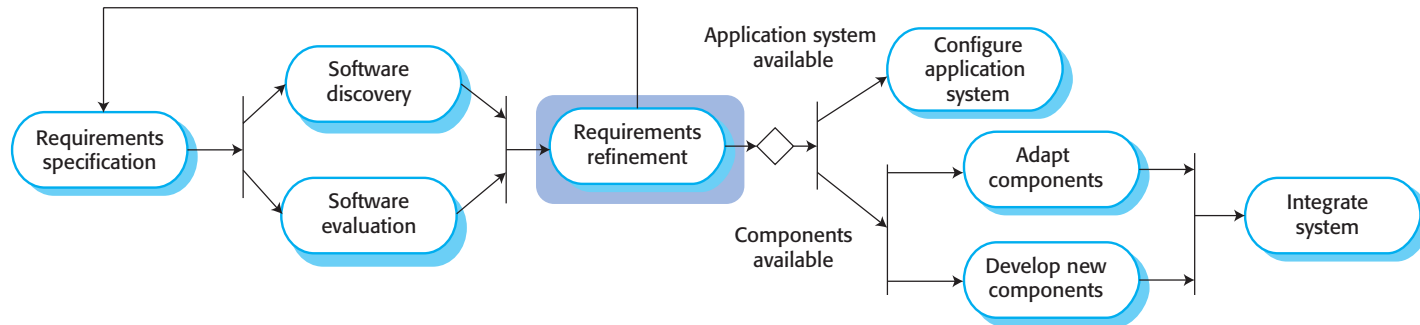 Requirements
specification
Software
discovery
Software
evaluation
Requirements
refinement
Application system
available
Configure
application
system
Components
available
Adapt
components
Develop new
components
Integrate
system